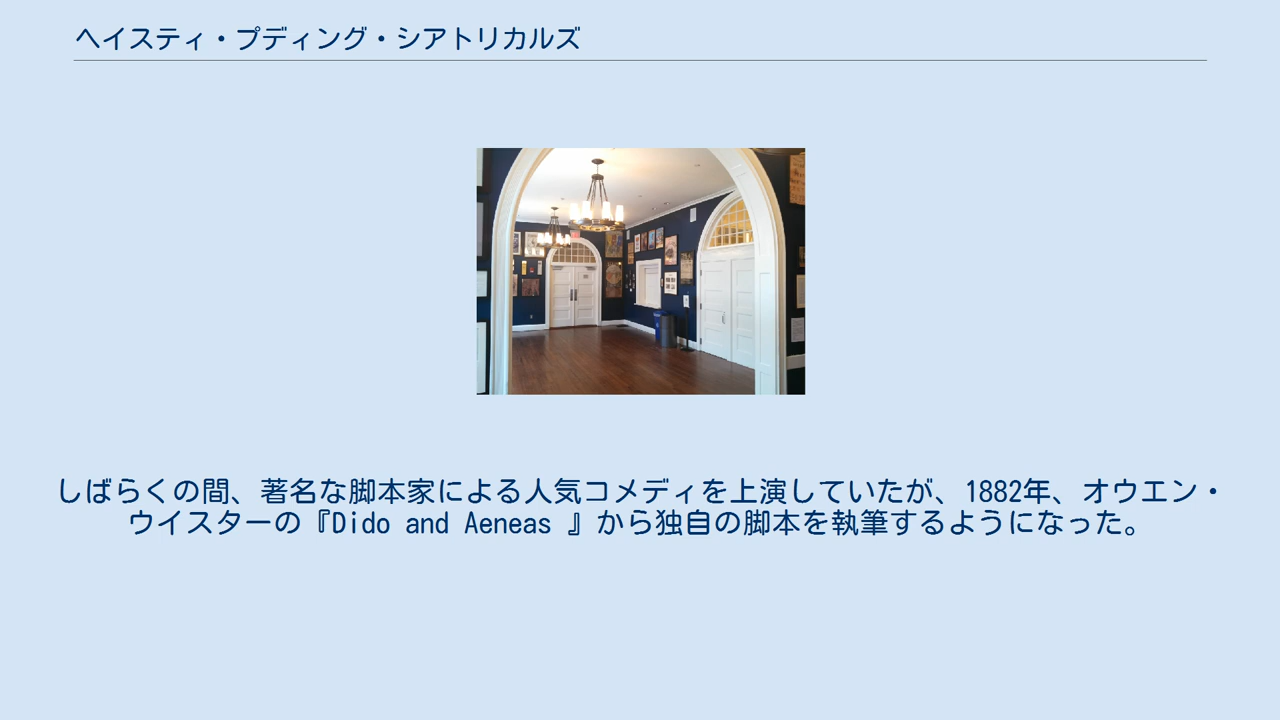 ヘイスティ・プディング・シアトリカルズ
しばらくの間、著名な脚本家による人気コメディを上演していたが、1882年、オウエン・
ウイスターの『Dido and Aeneas 』から独自の脚本を執筆するようになった。